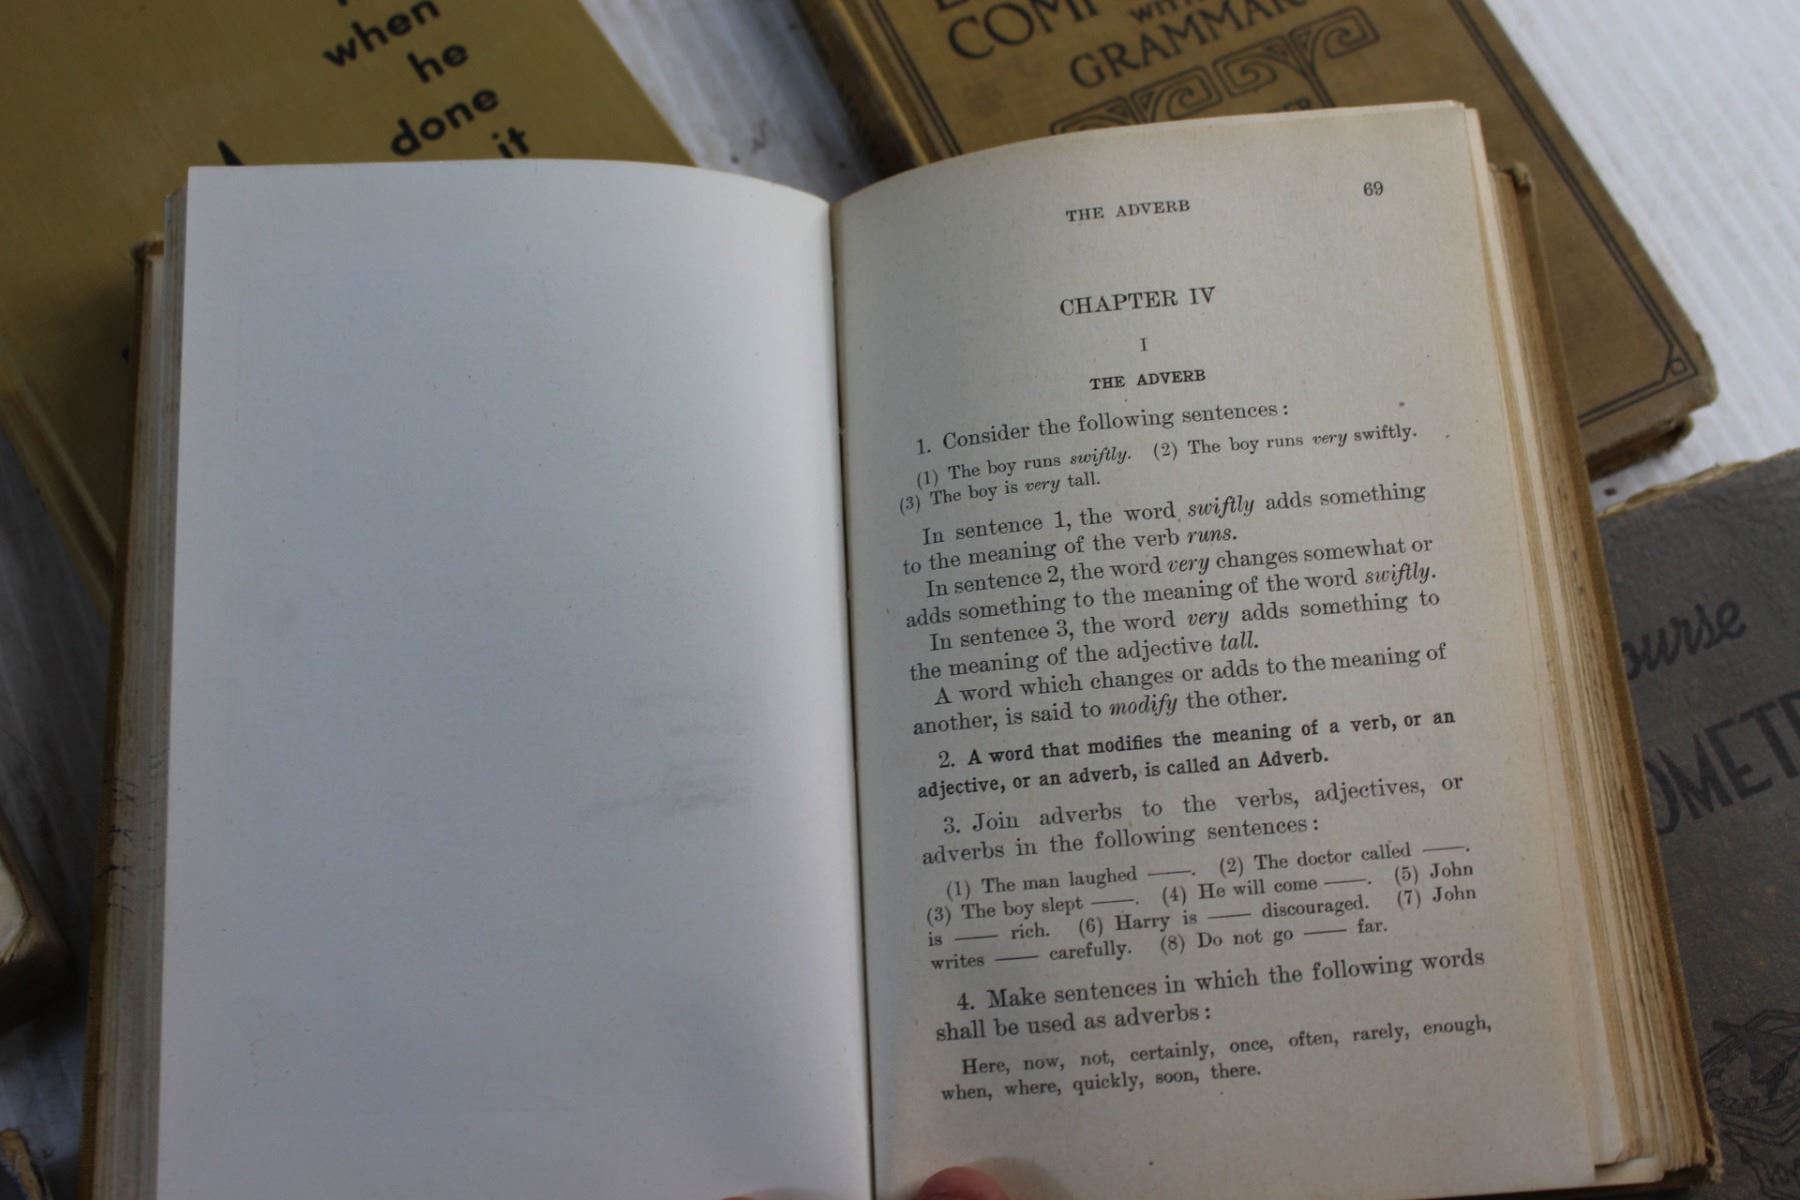 when
he
done
it
WITH
GRAMMAR
69
THE ADVERB
CHAPTER IV
I
THE ADVERB
1. Consider the following sentences:
(1) The boy runs swiftly. (2) The boy runs very swiftly.
(3) The boy is very tall.
In sentence 1, the word swiftly adds something
to the meaning of the verb runs.
In sentence 2, the word very changes somewhat or
adds something to the meaning of the word swiftly.
In sentence 3, the word very adds something to
the meaning of the adjective tall.
A word which changes or adds to the meaning of
another, is said to modify the other.
2. A word that modifies the meaning of a verb, or an
adjective, or an adverb, is called an Adverb.
3. Join adverbs to the verbs, adjectives, or
adverbs in the following sentences:
(1) The man laughed ——. (2) The doctor called ——.
(3) The boy slept ——. (4) He will come ——. (5) John
is —— rich. (6) Harry is —— discouraged. (7) John
writes —— carefully. (8) Do not go —— far.
4. Make sentences in which the following words
shall be used as adverbs:
Here, now, not, certainly, once, often, rarely, enough,
when, where, quickly, soon, there.